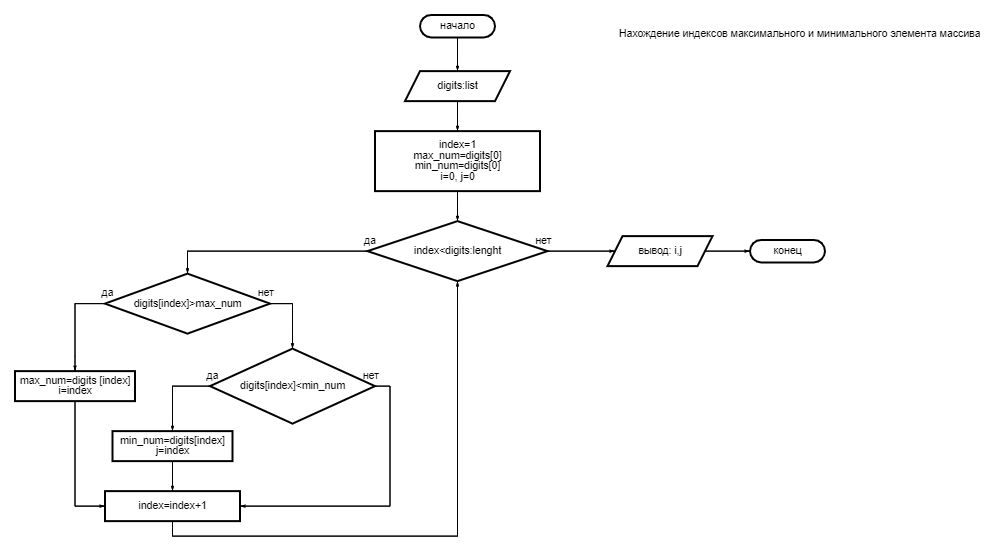 начало
Нахождение индексов максимального и минимального элемента массива
digits:list
index=1
max_num=digits[0]
min_num=digits[0]
i=0, j=0
да
index<digits:lenght
нет
вывод: i,j
конец
да
digits[index]>max_num
нет
max_num=digits [index]
i=index
да
digits[index]<min_num
нет
min_num=digits[index]
j=index
index=index+1